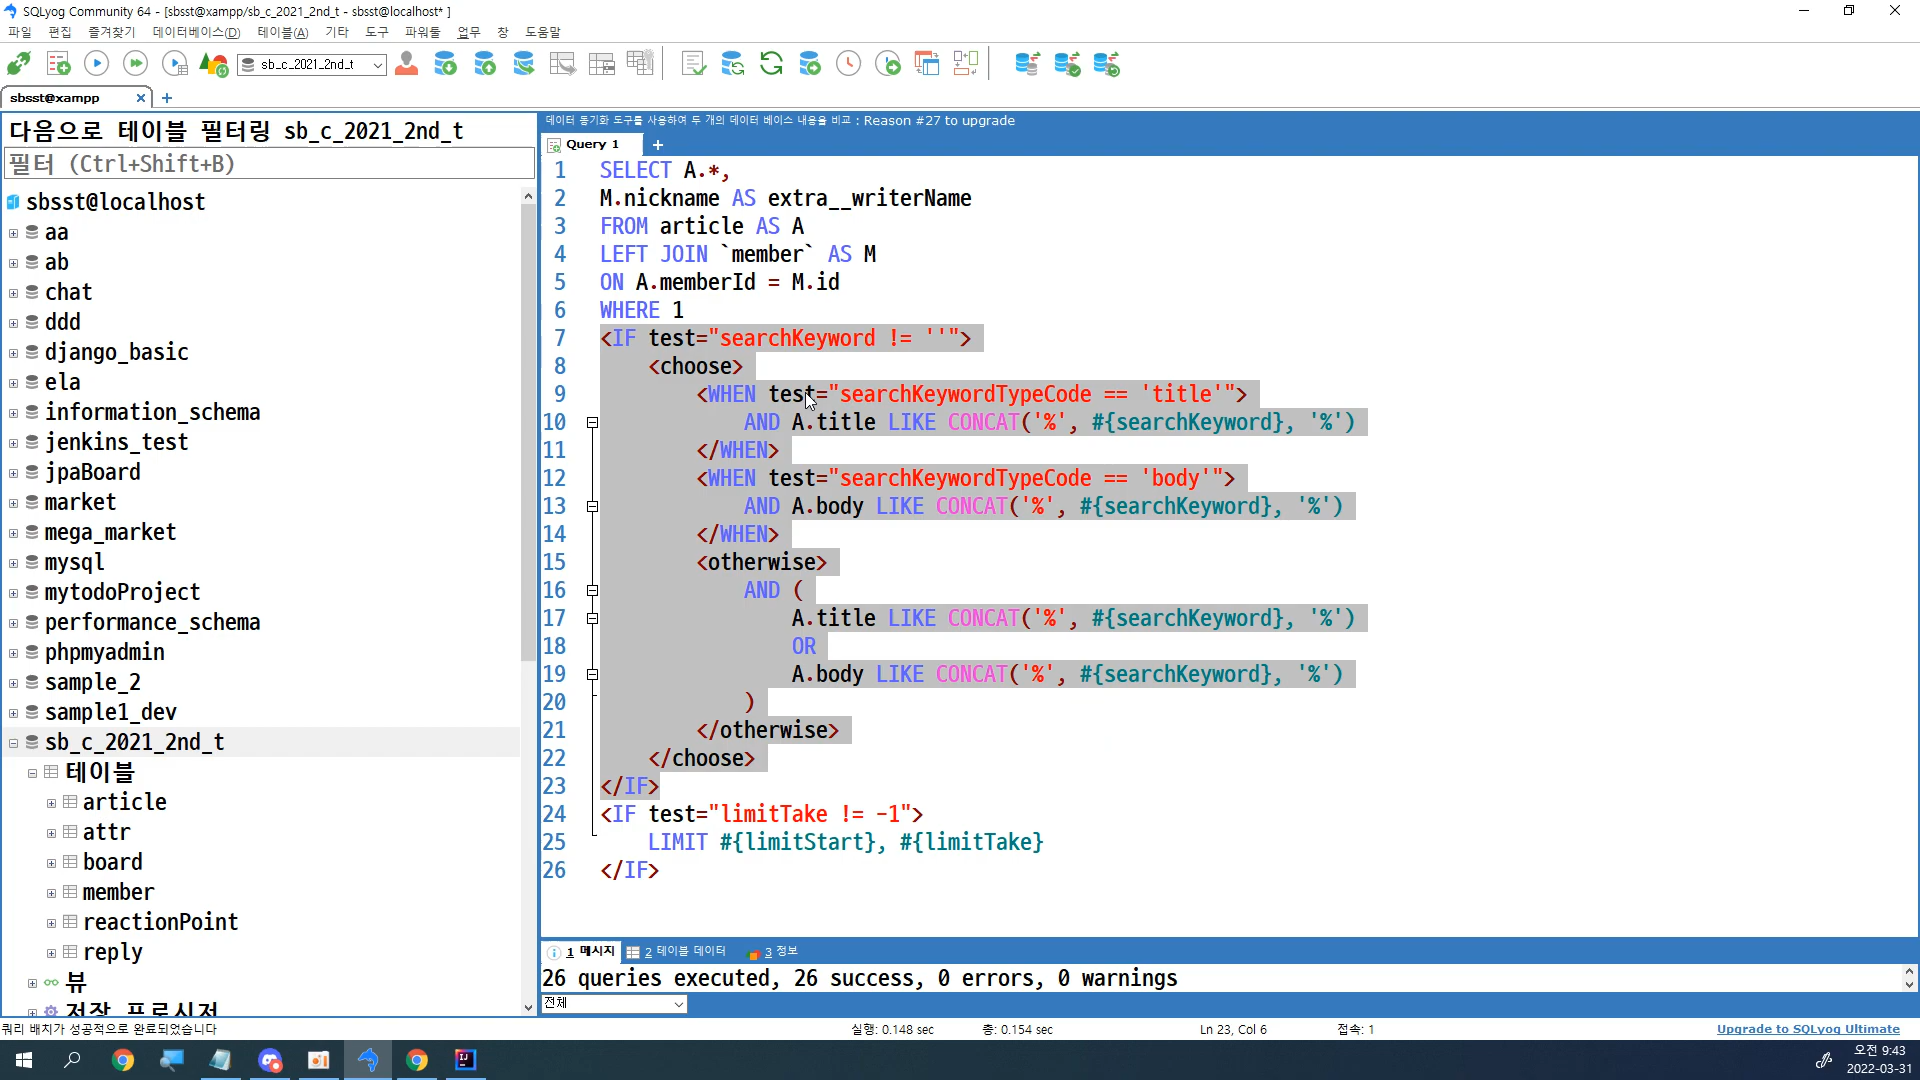 SQLyog Community 64 - [sbsst@xampp/sb_c_2021_2nd_t - sbsst@localhost* ]
파일 편집 즐겨찾기 데이터베이스(D) 테이블(A) 기타 도구 파워툴 업무 창 도움말
sb_c_2021_2nd_t
sbsst@xampp
다음으로 테이블 필터링 sb_c_2021_2nd_t
필터 (Ctrl+Shift+B)
sbsst@localhost
aa
ab
chat
ddd
django_basic
ela
information_schema
jenkins_test
jpaBoard
market
mega_market
mysql
mytodoProject
performance_schema
phpmyadmin
sample_2
sample1_dev
sb_c_2021_2nd_t
테이블
article
attr
board
member
reactionPoint
reply
뷰
저장 프로시저
데이터 동기화 도구를 사용하여 두 개의 데이터 베이스 내용을 비교 : Reason #27 to upgrade
Query 1
1 SELECT A.*,
2 M.nickname AS extra__writerName
3 FROM article AS A
4 LEFT JOIN `member` AS M
5 ON A.memberId = M.id
6 WHERE 1
7 <IF test="searchKeyword != ''">
8 <choose>
9 <WHEN test="searchKeywordTypeCode == 'title'">
10 AND A.title LIKE CONCAT('%', #{searchKeyword}, '%')
11 </WHEN>
12 <WHEN test="searchKeywordTypeCode == 'body'">
13 AND A.body LIKE CONCAT('%', #{searchKeyword}, '%')
14 </WHEN>
15 <otherwise>
16 AND (
17 A.title LIKE CONCAT('%', #{searchKeyword}, '%')
18 OR
19 A.body LIKE CONCAT('%', #{searchKeyword}, '%')
20 )
21 </otherwise>
22 </choose>
23 </IF>
24 <IF test="limitTake != -1">
25 LIMIT #{limitStart}, #{limitTake}
26 </IF>
1 메시지 2 테이블 데이터 3 정보
26 queries executed, 26 success, 0 errors, 0 warnings
전체
쿼리 배치가 성공적으로 완료되었습니다 실행: 0.148 sec 총: 0.154 sec Ln 23, Col 6 접속: 1 Upgrade to SQLyog Ultimate
오전 9:43
2022-03-31